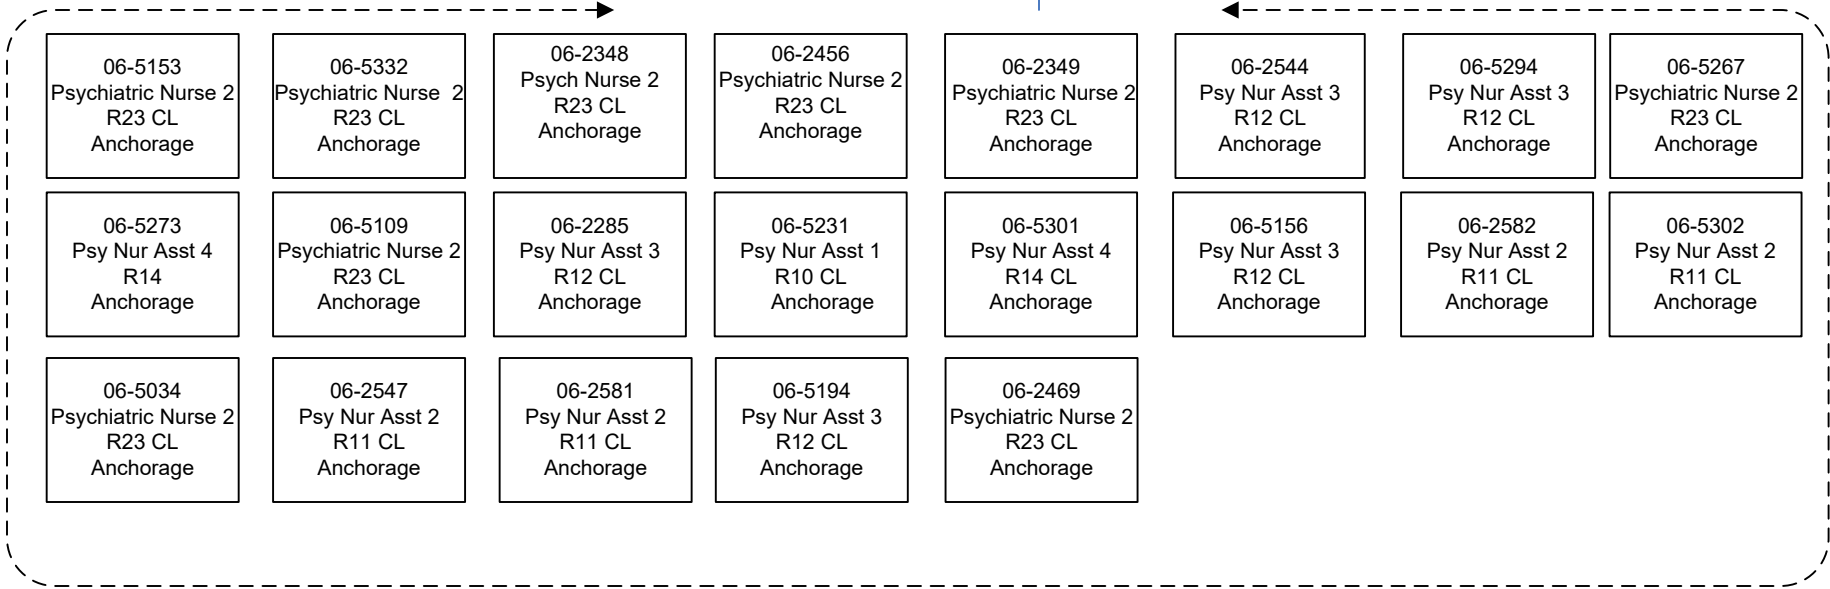 06-5153
Psychiatric Nurse 2
R23 CL
Anchorage
06-5332
Psychiatric Nurse  2
R23 CL
Anchorage
06-2348
Psych Nurse 2
R23 CL
Anchorage
06-2456
Psychiatric Nurse 2
R23 CL
Anchorage
06-2349
Psychiatric Nurse 2
R23 CL
Anchorage
06-2544
Psy Nur Asst 3
R12 CL
Anchorage
06-5294
Psy Nur Asst 3
R12 CL
Anchorage
06-5267
Psychiatric Nurse 2
R23 CL
Anchorage
06-5273
Psy Nur Asst 4
R14
Anchorage
06-5109
Psychiatric Nurse 2
R23 CL
Anchorage
06-2285
Psy Nur Asst 3
R12 CL
Anchorage
06-5231
Psy Nur Asst 1
R10 CL
Anchorage
06-5301
Psy Nur Asst 4
R14 CL
Anchorage
06-5156
Psy Nur Asst 3
R12 CL
Anchorage
06-2582
Psy Nur Asst 2
R11 CL
Anchorage
06-5302
Psy Nur Asst 2
R11 CL
Anchorage
06-5034
Psychiatric Nurse 2
R23 CL
Anchorage
06-2547
Psy Nur Asst 2
R11 CL
Anchorage
06-2581
Psy Nur Asst 2
R11 CL
Anchorage
06-5194
Psy Nur Asst 3
R12 CL
Anchorage
06-2469
Psychiatric Nurse 2
R23 CL
Anchorage